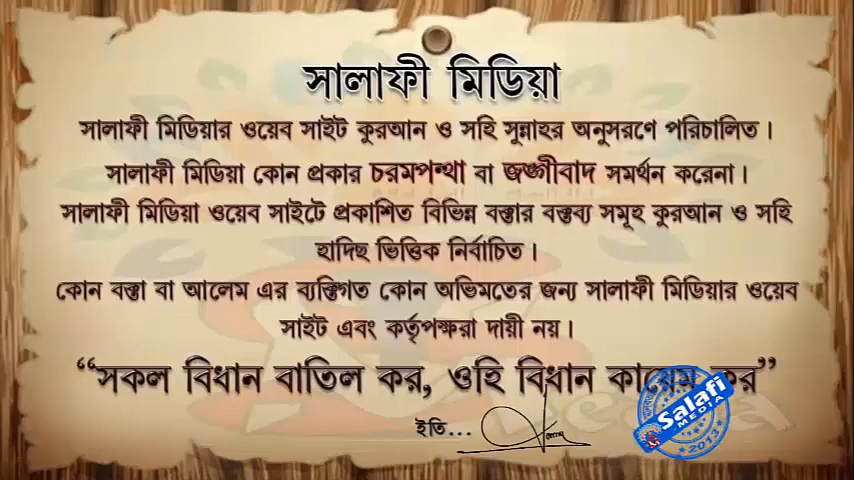 সালাফী মিডিয়া
সালাফী মিডিয়ার ওয়েব সাইট কুরআন ও সহি সুন্নাহর অনুসরণে পরিচালিত।
সালাফী মিডিয়া কোন প্রকার চরমপন্থা বা জঙ্গীবাদ সমর্থন করেনা।
সালাফী মিডিয়া ওয়েব সাইটে প্রকাশিত বিভিন্ন বক্তার বক্তব্য সমূহ কুরআন ও সহি
হাদিছ ভিত্তিক নির্বাচিত।
কোন বক্তা বা আলেম এর ব্যক্তিগত কোন অভিমতের জন্য সালাফী মিডিয়ার ওয়েব
সাইট এবং কর্তৃপক্ষরা দায়ী নয়।
“সকল বিধান বাতিল কর, ওহি বিধান কায়েম কর”
ইতি...
Salafi
MEDIA
2013